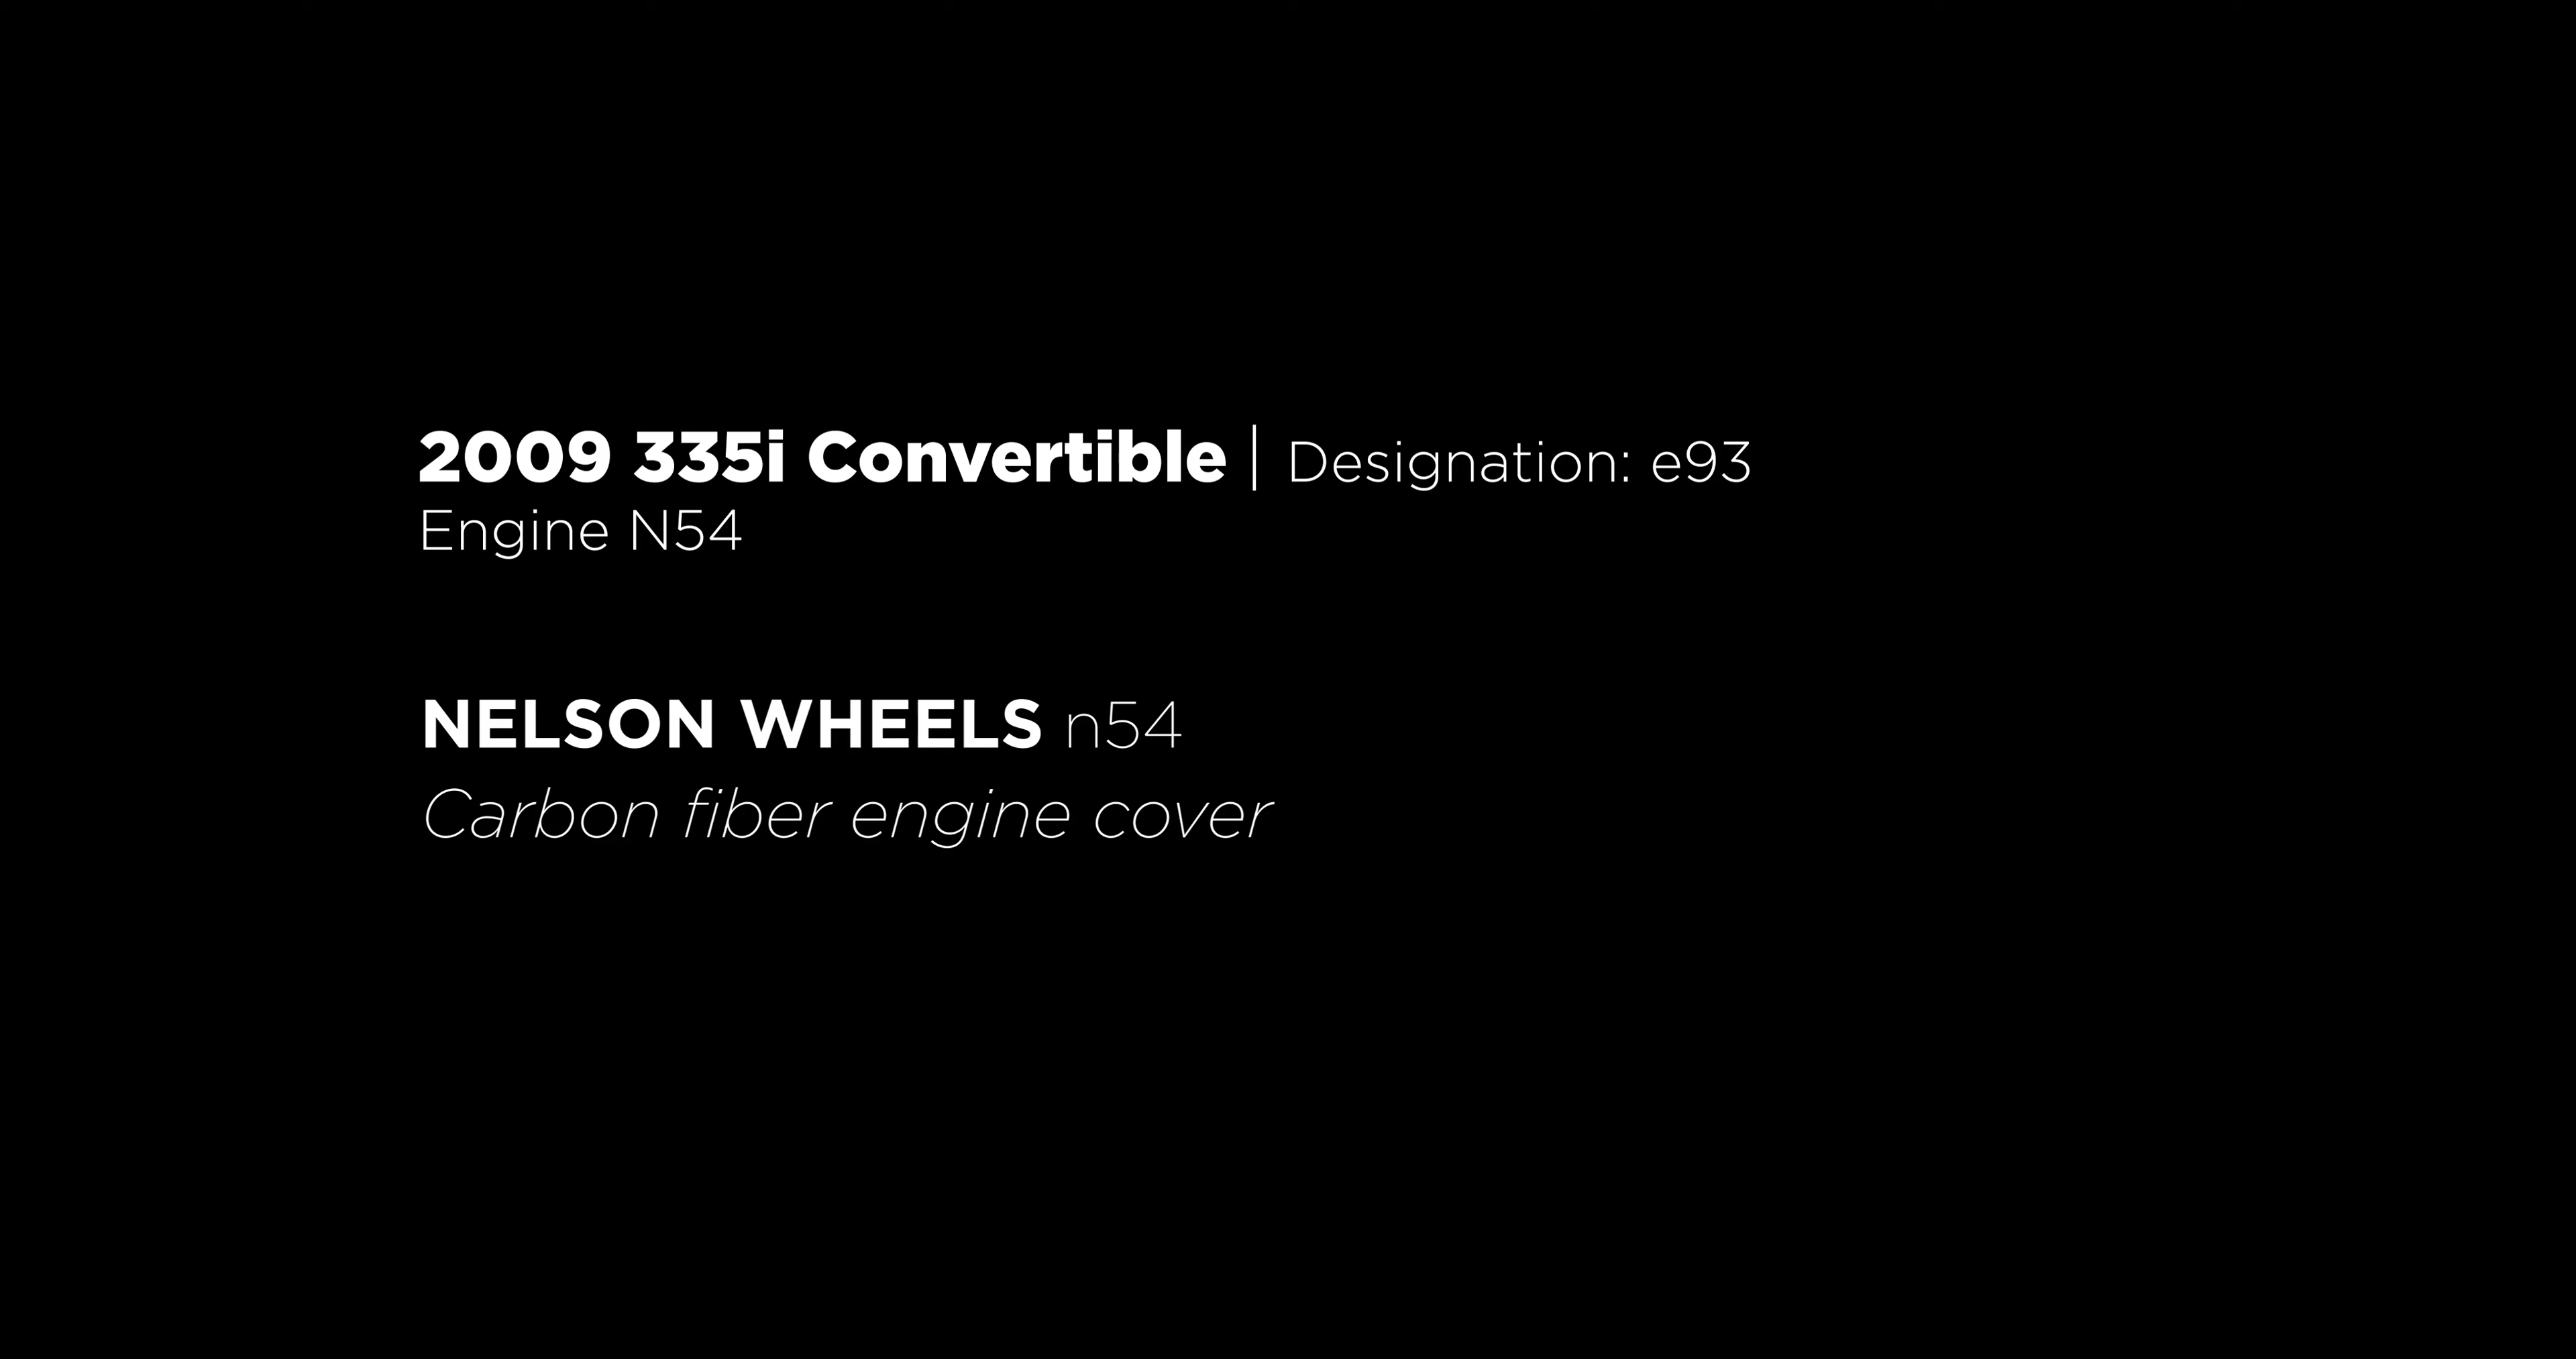 2009 335i Convertible | Designation: e93
Engine N54
NELSON WHEELS n54
Carbon fiber engine cover